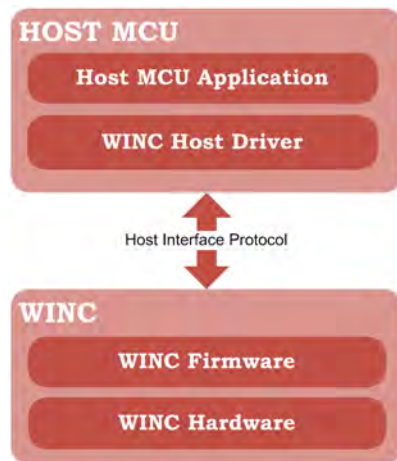 HOST MCU
Host MCU Application
WINC Host Driver
Host Interface Protocol
WINC
WINC Firmware
WINC Hardware